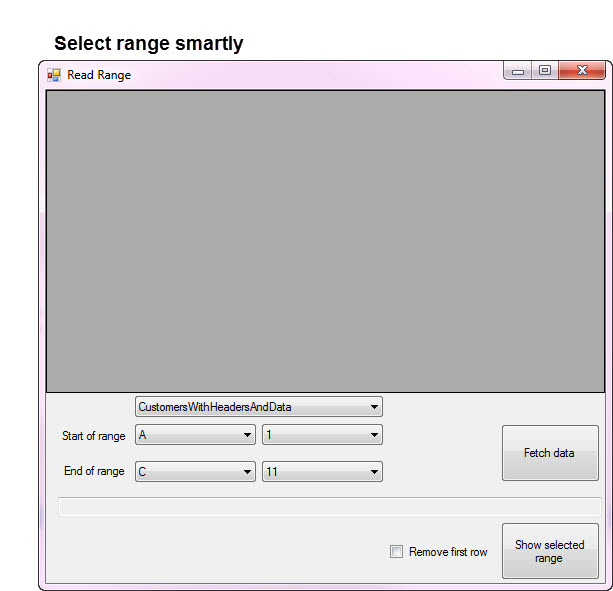 Select range smartly
Read Range
CustomersWithHeadersAndData
Start of range A 1
End of range C 11
Fetch data
Remove first row
Show selected
range